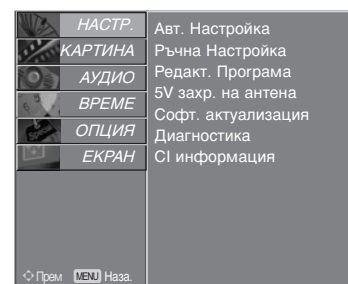 НАСТР.
КАРТИНА
АУДИО
ВРЕМЕ
ОПЦИЯ
ЕКРАН
Авт. Настройка
Ръчна Настройка
Редакт. Програма
5V захр. на антена
Софт. актуализация
Диагностика
CI информация
Прем MENU Наза.